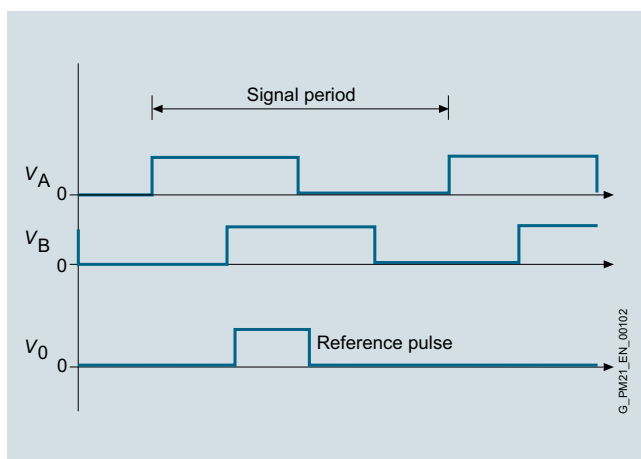 Signal period
VA
0
VB
0
V0
0
Reference pulse
G_PM21_EN_00102